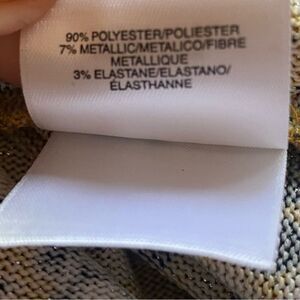 90% POLYESTER/POLIESTER
7% METALLIC/METALICO/FIBRE
METALLIQUE
3% ELASTANE/ELASTANO/
ÉLASTHANNE